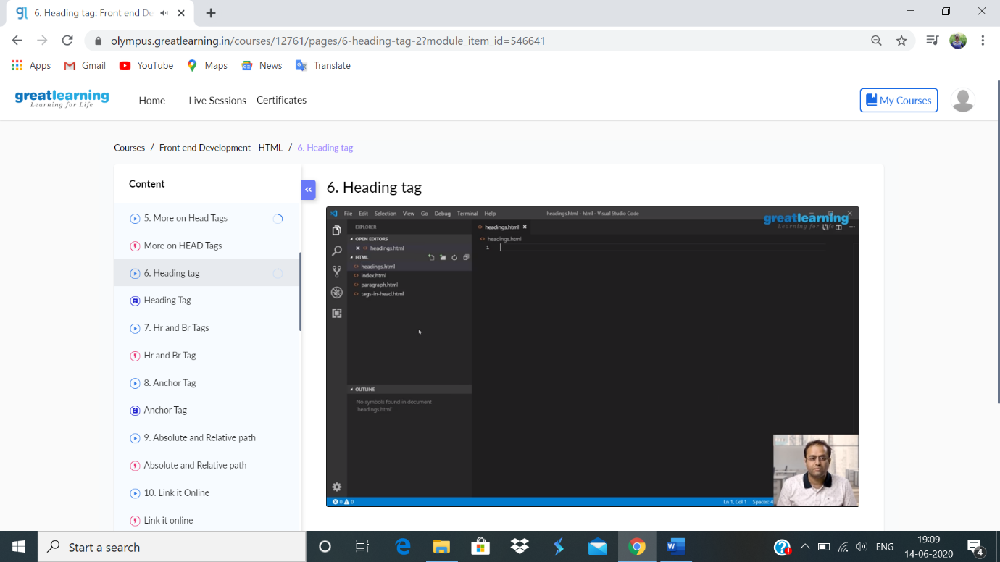 6. Heading tag: Front end De
olympus.greatlearning.in/courses/12761/pages/6-heading-tag-2?module_item_id=546641
Apps Gmail YouTube Maps News Translate
greatlearning
Learning for Life
Home Live Sessions Certificates My Courses
Courses / Front end Development - HTML / 6. Heading tag
Content
5. More on Head Tags
More on HEAD Tags
6. Heading tag
Heading Tag
7. Hr and Br Tags
Hr and Br Tag
8. Anchor Tag
Anchor Tag
9. Absolute and Relative path
Absolute and Relative path
10. Link it Online
Link it online
6. Heading tag
File Edit Selection View Go Debug Terminal Help headings.html - html - Visual Studio Code
greatlearning
Learning for Life
EXPLORER
OPEN EDITORS
headings.html
HTML
headings.html
index.html
paragraph.html
tags-in-head.html
OUTLINE
No symbols found in document
'headings.html'
headings.html
headings.html
1
0 0 Ln 1, Col 1 Spaces: 4
Start a search
ENG
19:09
14-06-2020
4